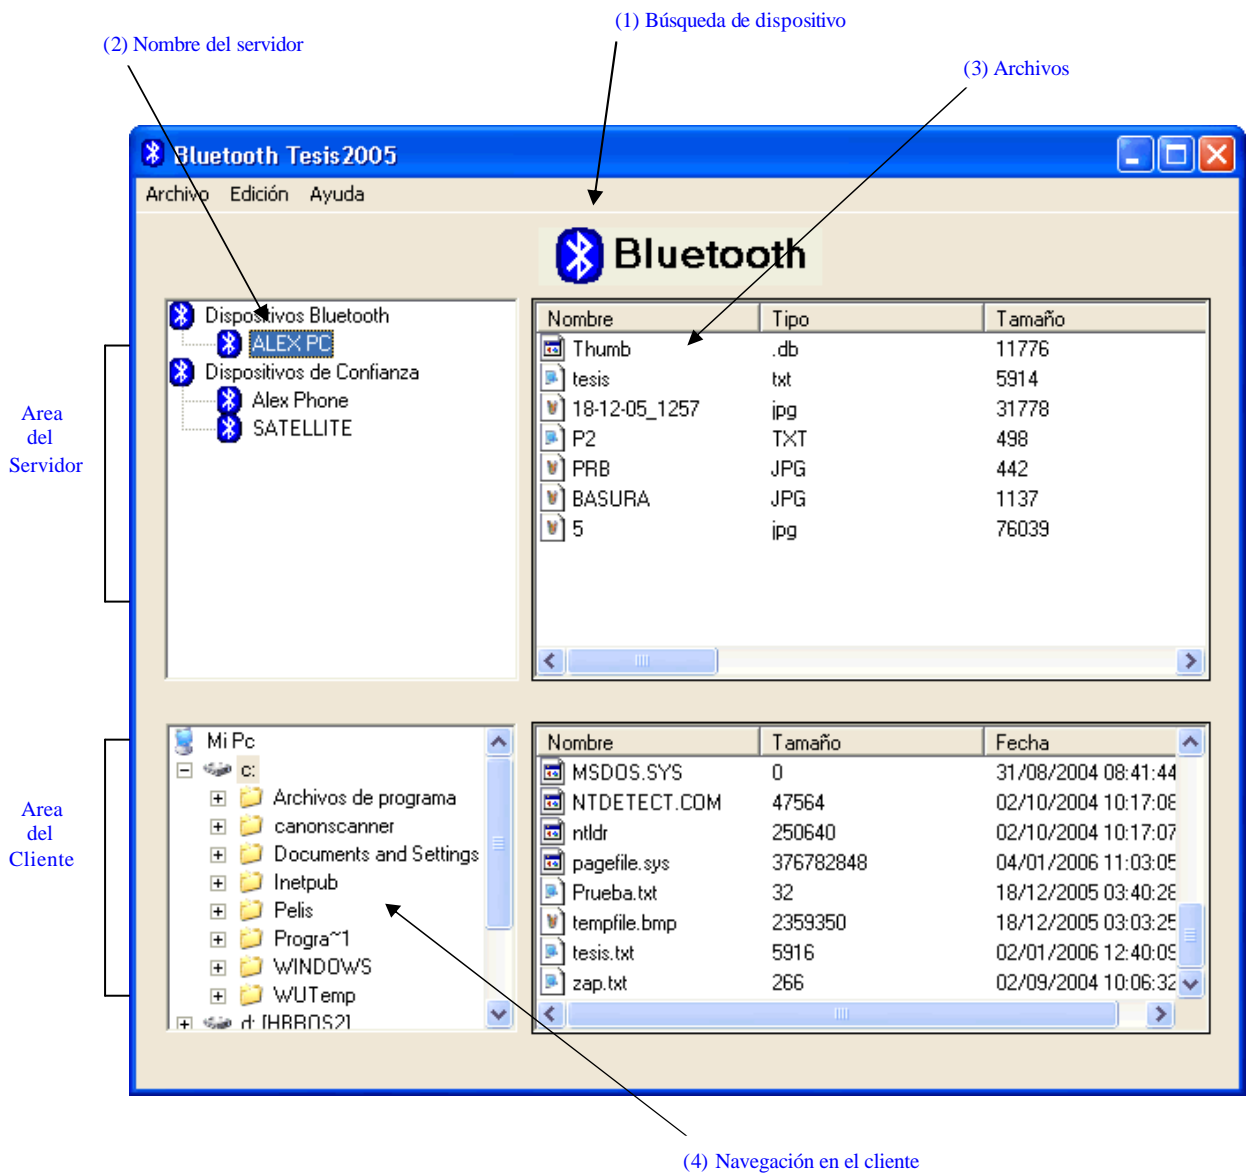 (1) Búsqueda de dispositivo
(2) Nombre del servidor
(3) Archivos
Bluetooth Tesis2005
Archivo Edición Ayuda
Bluetooth
Area
del
Servidor
Dispositivos Bluetooth
ALEX PC
Dispositivos de Confianza
Alex Phone
SATELLITE
Nombre Tipo Tamaño
Thumb .db 11776
tesis txt 5914
18-12-05_1257 jpg 31778
P2 TXT 498
PRB JPG 442
BASURA JPG 1137
5 jpg 76039
Area
del
Cliente
Mi Pc
c:
Archivos de programa
canonscanner
Documents and Settings
Inetpub
Pelis
Progra~1
WINDOWS
WUTemp
d: [HBROS2]
Nombre Tamaño Fecha
MSDOS.SYS 0 31/08/2004 08:41:44
NTDETECT.COM 47564 02/10/2004 10:17:08
ntldr 250640 02/10/2004 10:17:07
pagefile.sys 376782848 04/01/2006 11:03:05
Prueba.txt 32 18/12/2005 03:40:28
tempfile.bmp 2359350 18/12/2005 03:03:25
tesis.txt 5916 02/01/2006 12:40:09
zap.txt 266 02/09/2004 10:06:32
(4) Navegación en el cliente